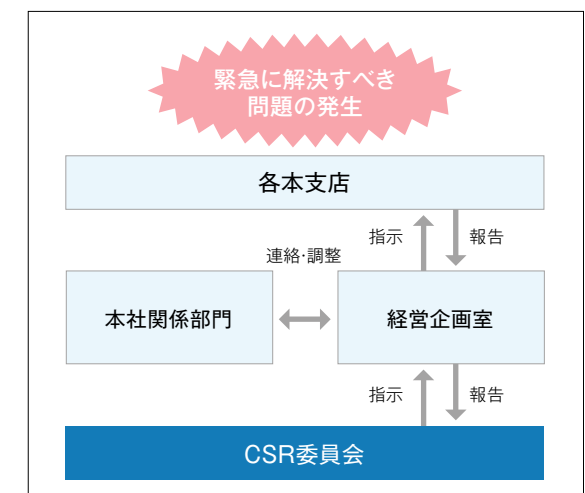 緊急に解決すべき
問題の発生
各本支店
指示
報告
連絡・調整
本社関係部門
経営企画室
指示
報告
CSR委員会